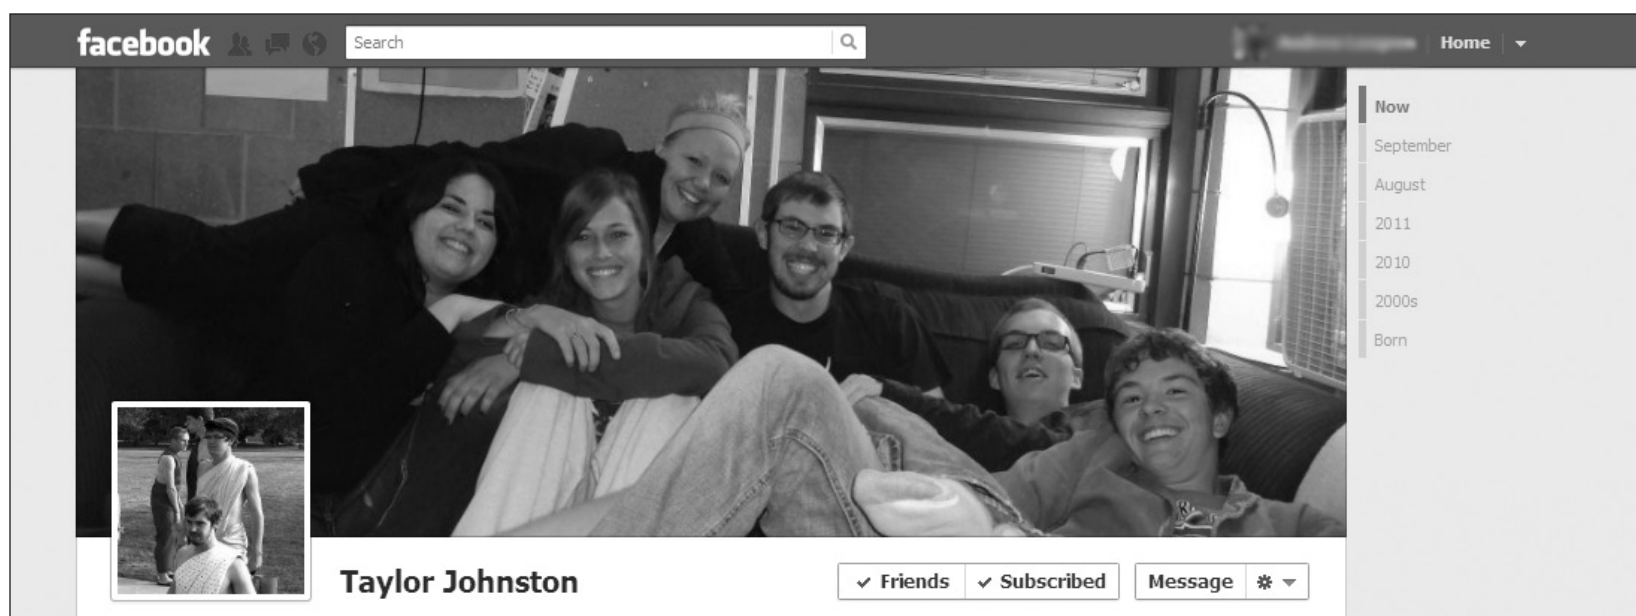 facebook
Search
Home
Now
September
August
2011
2010
2000s
Born
Taylor Johnston
Friends
Subscribed
Message